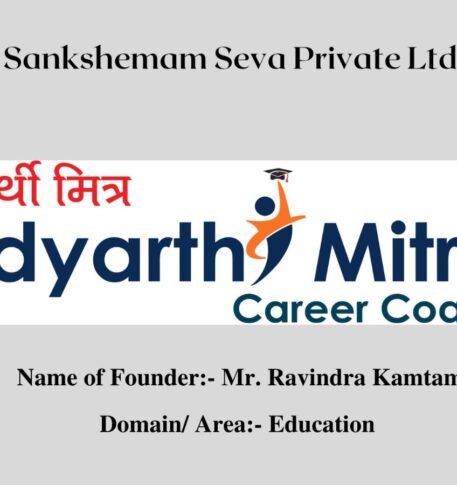 Sankshemam Seva Private Ltd
र्थी मित्र
dyarthi Mitr
Career Coa
Name of Founder:- Mr. Ravindra Kamtam
Domain/ Area:- Education